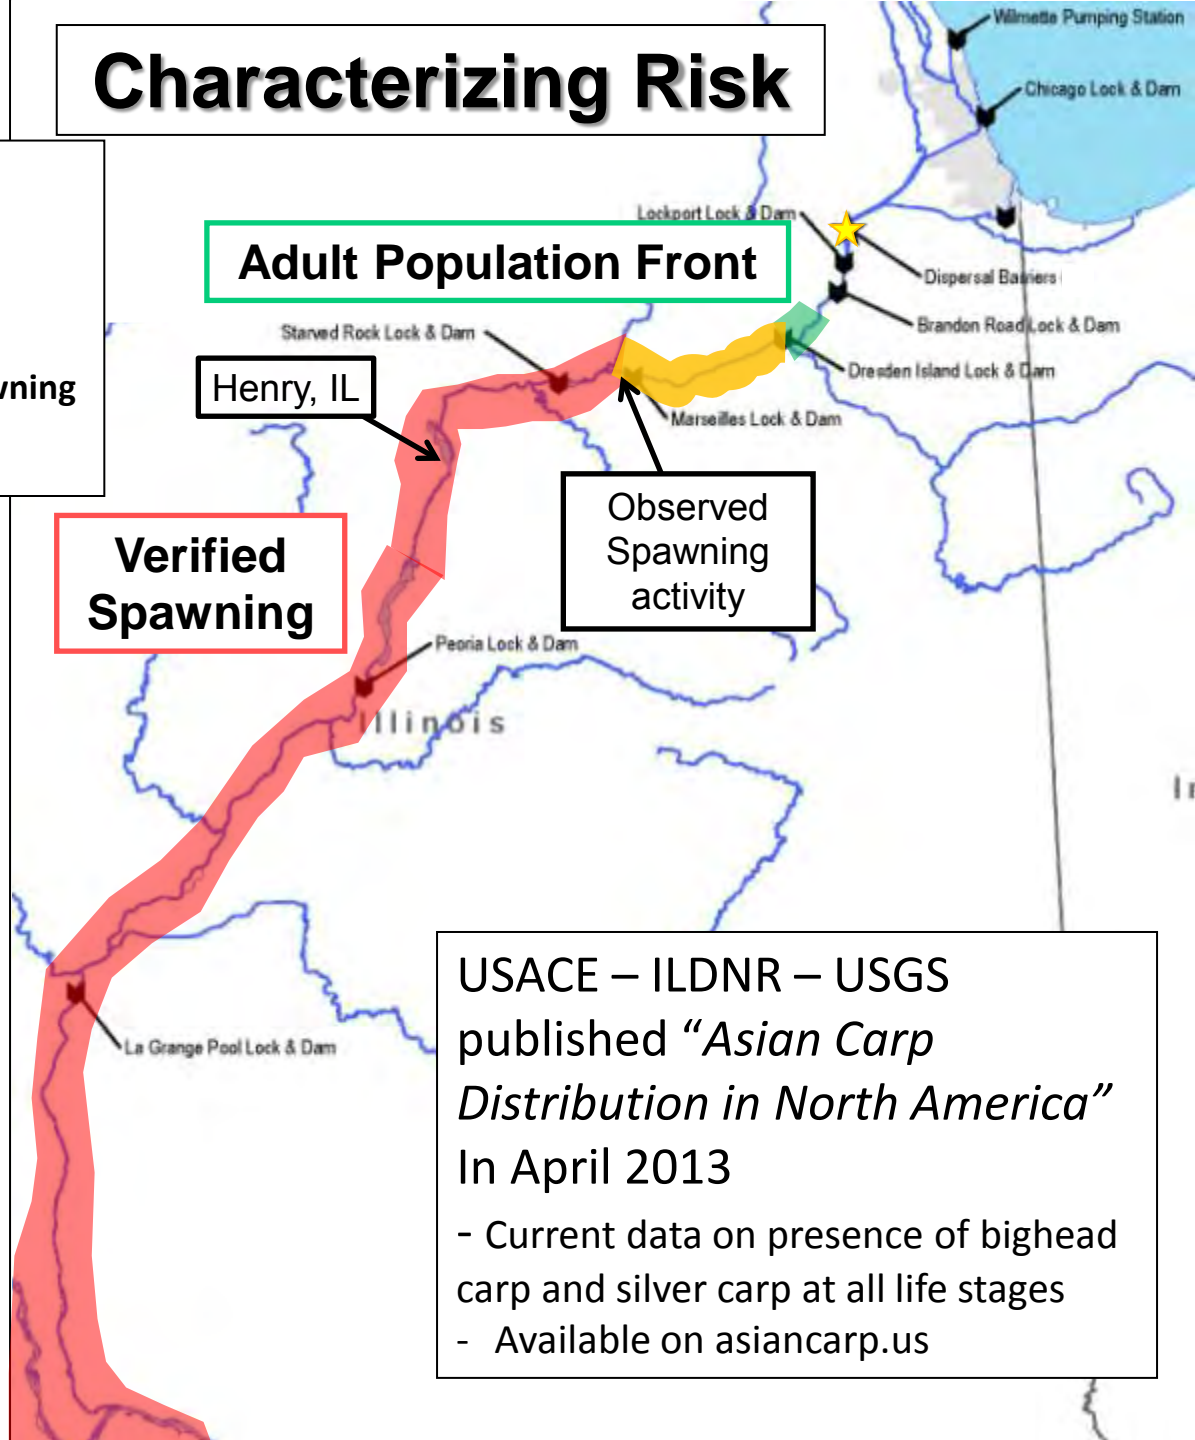 Characterizing Risk
Wilmette Pumping Station
Chicago Lock & Dam
Lockport Lock & Dam
Adult Population Front
Dispersal Barriers
Brandon Road Lock & Dam
Starved Rock Lock & Dam
Dresden Island Lock & Dam
Henry, IL
wning
Marseilles Lock & Dam
Observed
Spawning
activity
Verified
Spawning
Peoria Lock & Dam
Illinois
In
USACE – ILDNR – USGS
published “Asian Carp
Distribution in North America”
In April 2013
- Current data on presence of bighead
carp and silver carp at all life stages
- Available on asiancarp.us
La Grange Pool Lock & Dam